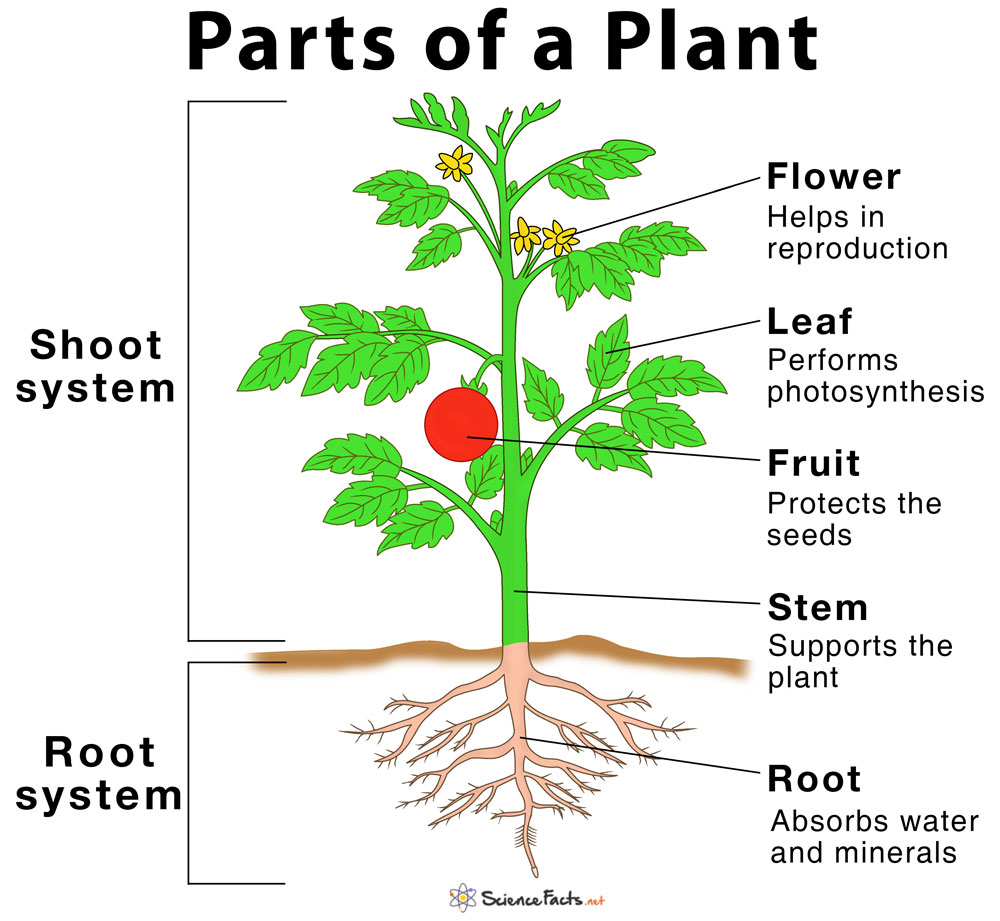 Parts of a Plant
Shoot
system
Flower
Helps in
reproduction
Leaf
Performs
photosynthesis
Fruit
Protects the
seeds
Stem
Supports the
plant
Root
system
Root
Absorbs water
and minerals
ScienceFacts.net